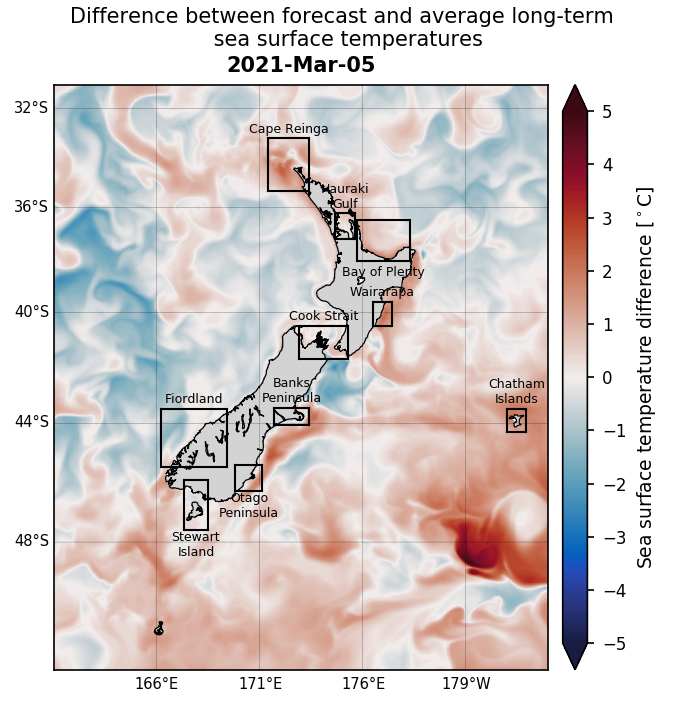 Difference between forecast and average long-term
sea surface temperatures
2021-Mar-05
32°S
36°S
40°S
44°S
48°S
Cape Reinga
Hauraki
Gulf
Bay of Plenty
Wairarapa
Cook Strait
Banks
Peninsula
Fiordland
Chatham
Islands
Otago
Peninsula
Stewart
Island
166°E
171°E
176°E
179°W
5
4
3
2
1
0
−1
−2
−3
−4
−5
Sea surface temperature difference [°C]